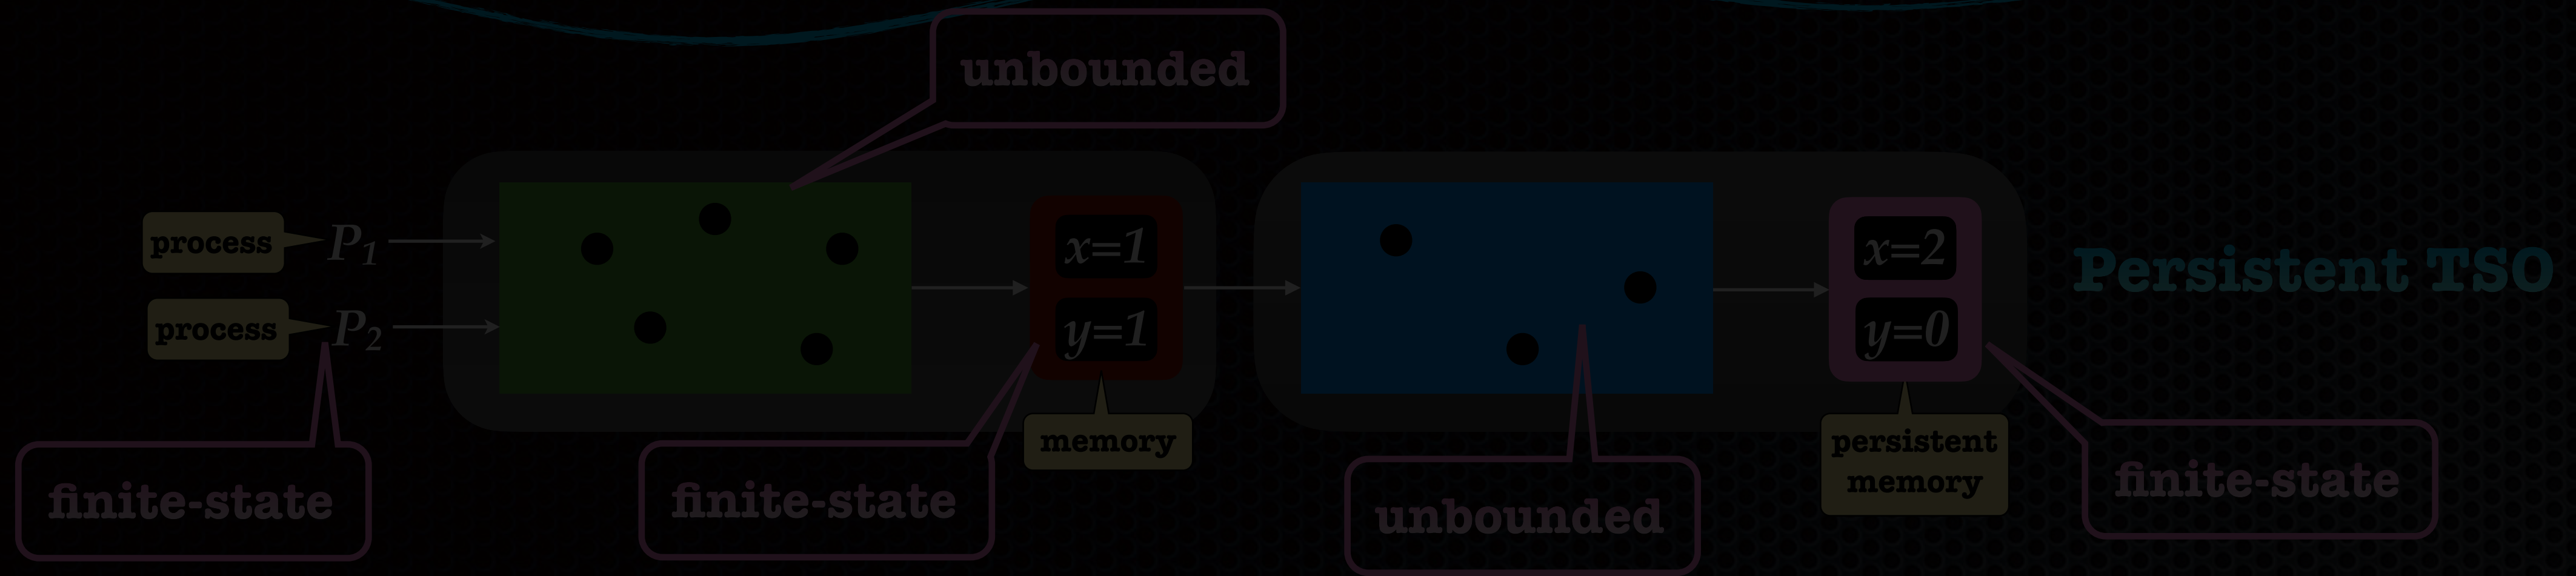 unbounded
process
P1
x=1
x=2
Persistent TSO
process
P2
y=1
y=0
memory
persistent
memory
finite-state
finite-state
unbounded
finite-state